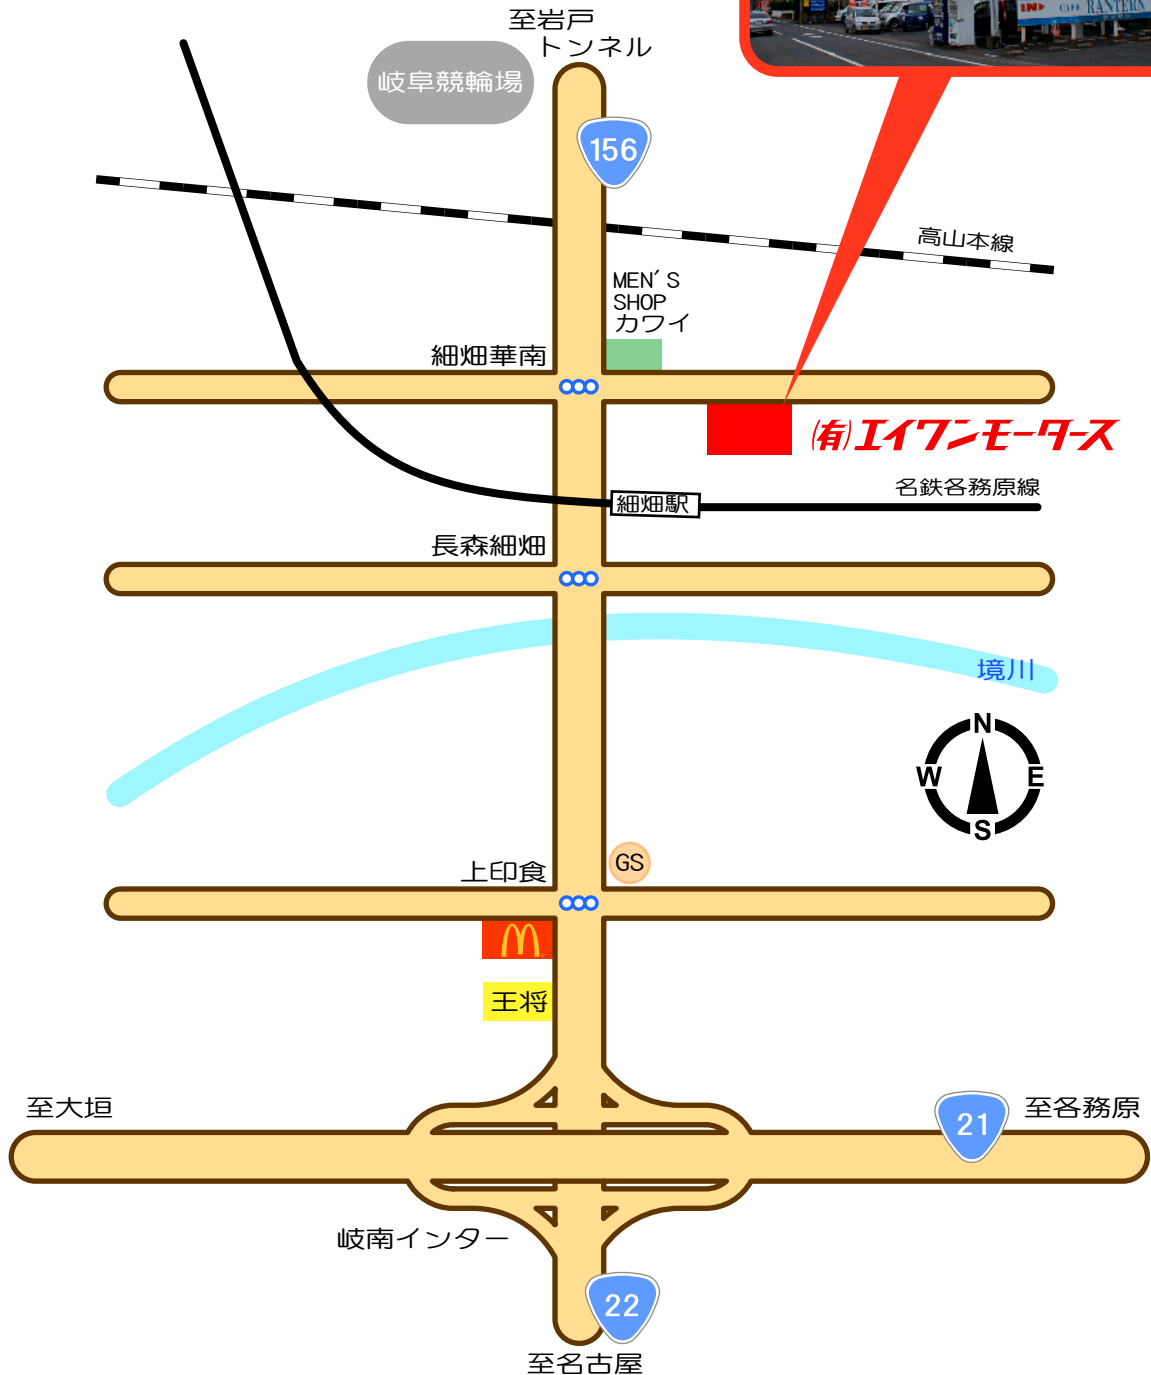 至岩戸
トンネル
岐阜競輪場
IN
CAFE RANTERN
156
高山本線
MEN'S
SHOP
カワイ
細畑華南
(有)エイワンモータース
名鉄各務原線
細畑駅
長森細畑
境川
N
W E
S
上印食
GS
王将
至大垣
21
至各務原
岐南インター
22
至名古屋